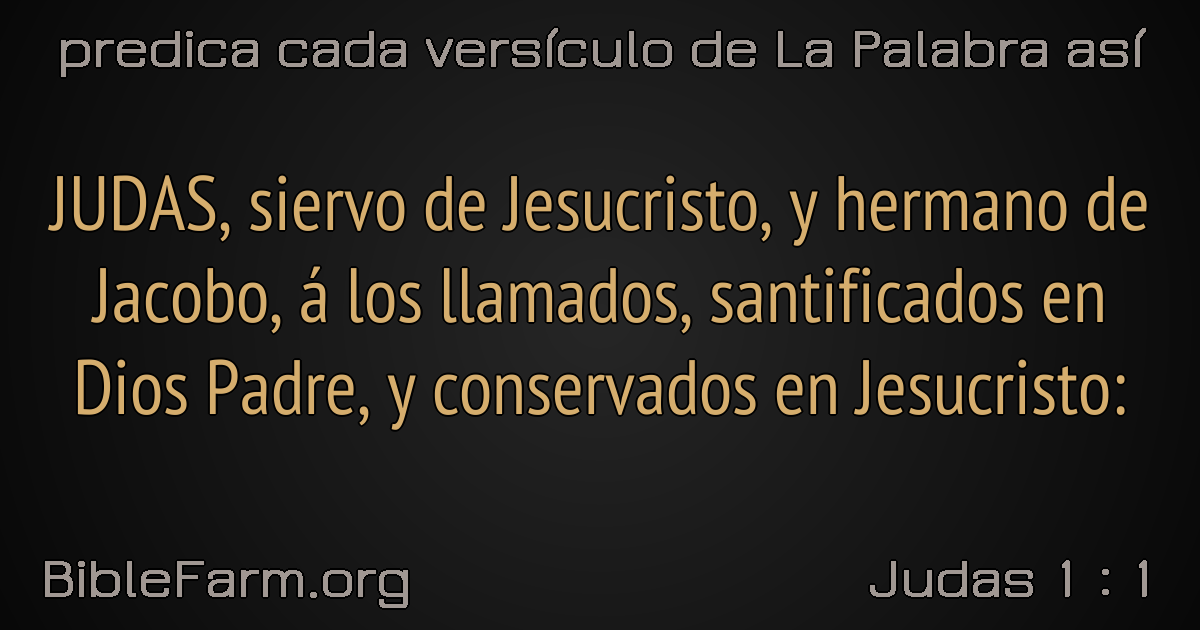 predica cada versículo de La Palabra así
JUDAS, siervo de Jesucristo, y hermano de
Jacobo, á los llamados, santificados en
Dios Padre, y conservados en Jesucristo:
BibleFarm.org
Judas 1 : 1